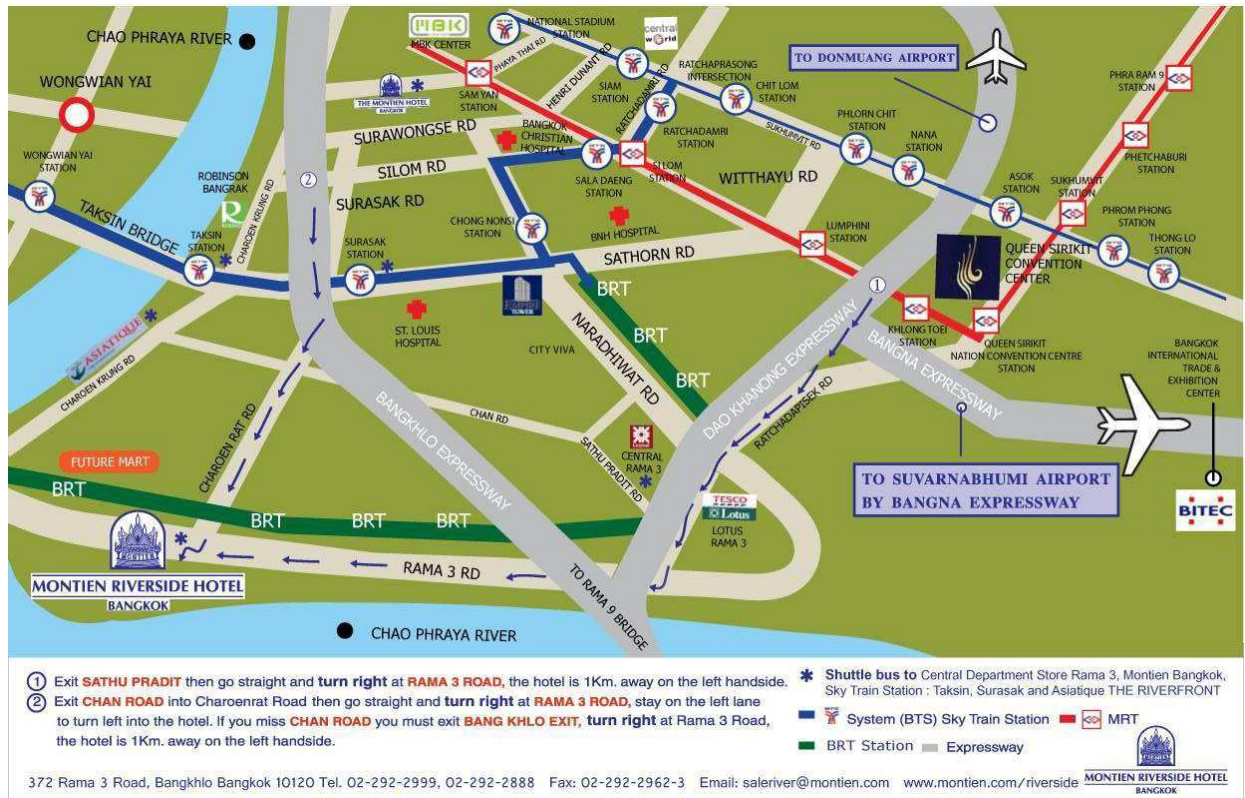 CHAO PHRAYA RIVER
WONGWIAN YAI
WONGWIAN YAI
STATION
TAKSIN BRIDGE
ROBINSON
BANGRAK
R
TAKSIN
STATION
CHAROEN KRUNG RD
MBK
MBK CENTER
THE MONTIEN HOTEL
BANGKOK
BTS
NATIONAL STADIUM
STATION
PHAYA THAI RD
SAM YAN
STATION
HENRI DUNANT RD
central
world
SIAM
STATION
RATCHADAMRI RD
RATCHAPRASONG
INTERSECTION
CHIT LOM
STATION
RATCHADAMRI
STATION
SUKHUMVIT RD
TO DONMUANG AIRPORT
PHLORN CHIT
STATION
NANA
STATION
PHRA RAM 9
STATION
PHETCHABURI
STATION
SUKHUMVIT
STATION
ASOK
STATION
PHROM PHONG
STATION
THONG LO
STATION
SURAWONGSE RD
SILOM RD
SURASAK RD
BANGKOK
CHRISTIAN
HOSPITAL
SALA DAENG
STATION
SI LOM
STATION
WITTHAYU RD
CHONG NONSI
STATION
BNH HOSPITAL
SATHORN RD
LUMPHINI
STATION
SURASAK
STATION
ST. LOUIS
HOSPITAL
EMPIRE
TOWER
CITY VIVA
BRT
BRT
BRT
NARADHIWAT RD
QUEEN SIRIKIT
CONVENTION
CENTER
KHLONG TOEI
STATION
QUEEN SIRIKIT
NATION CONVENTION CENTRE
STATION
BANGKOK
INTERNATIONAL
TRADE &
EXHIBITION
CENTER
BITEC
1
2
DAO KHANONG EXPRESSWAY
BANGNA EXPRESSWAY
RATCHADAPISEK RD
TO SUVARNABHUMI AIRPORT
BY BANGNA EXPRESSWAY
ASIATIQUE
CHAROEN KRUNG RD
CHAROEN RAT RD
BANGKHLO EXPRESSWAY
CHAN RD
SATHU PRADIT RD
CENTRAL
RAMA 3
TESCO
Lotus
LOTUS
RAMA 3
FUTURE MART
BRT
BRT
BRT
BRT
RAMA 3 RD
TO RAMA 9 BRIDGE
MONTIEN
MONTIEN RIVERSIDE HOTEL
BANGKOK
CHAO PHRAYA RIVER
1 Exit SATHU PRADIT then go straight and turn right at RAMA 3 ROAD, the hotel is 1Km. away on the left handside.
2 Exit CHAN ROAD into Charoenrat Road then go straight and turn right at RAMA 3 ROAD, stay on the left lane
to turn left into the hotel. If you miss CHAN ROAD you must exit BANG KHLO EXIT, turn right at Rama 3 Road,
the hotel is 1Km. away on the left handside.
* Shuttle bus to Central Department Store Rama 3, Montien Bangkok,
Sky Train Station : Taksin, Surasak and Asiatique THE RIVERFRONT
System (BTS) Sky Train Station MRT
BRT Station Expressway
MONTIEN RIVERSIDE HOTEL
BANGKOK
372 Rama 3 Road, Bangkhlo Bangkok 10120 Tel. 02-292-2999, 02-292-2888 Fax: 02-292-2962-3 Email: saleriver@montien.com www.montien.com/riverside